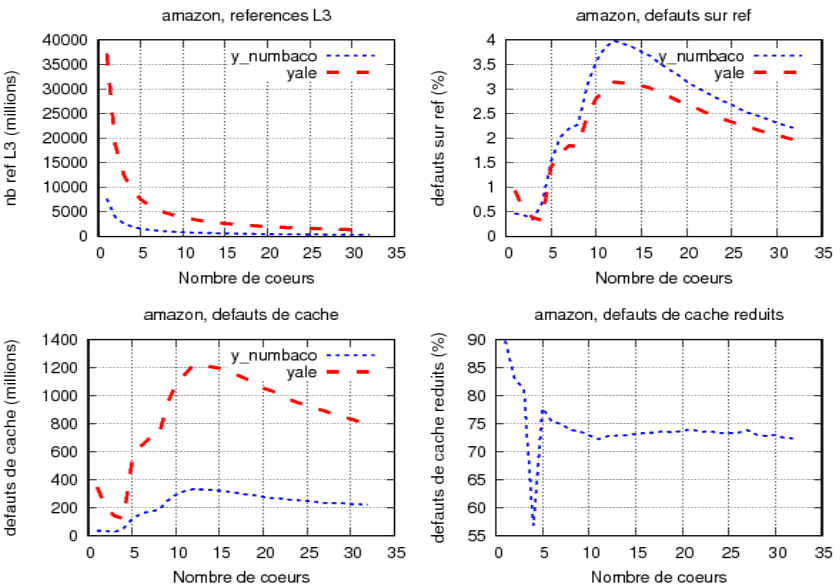 amazon, references L3
nb ref L3 (millions)
40000
35000
30000
25000
20000
15000
10000
5000
0
y_numbaco
yale
0 5 10 15 20 25 30 35
Nombre de coeurs
amazon, defauts sur ref
defauts sur ref (%)
4
3.5
3
2.5
2
1.5
1
0.5
0
y_numbaco
yale
0 5 10 15 20 25 30 35
Nombre de coeurs
amazon, defauts de cache
defauts de cache (millions)
1400
1200
1000
800
600
400
200
0
y_numbaco
yale
0 5 10 15 20 25 30 35
Nombre de coeurs
amazon, defauts de cache reduits
defauts de cache reduits (%)
90
85
80
75
70
65
60
55
0 5 10 15 20 25 30 35
Nombre de coeurs